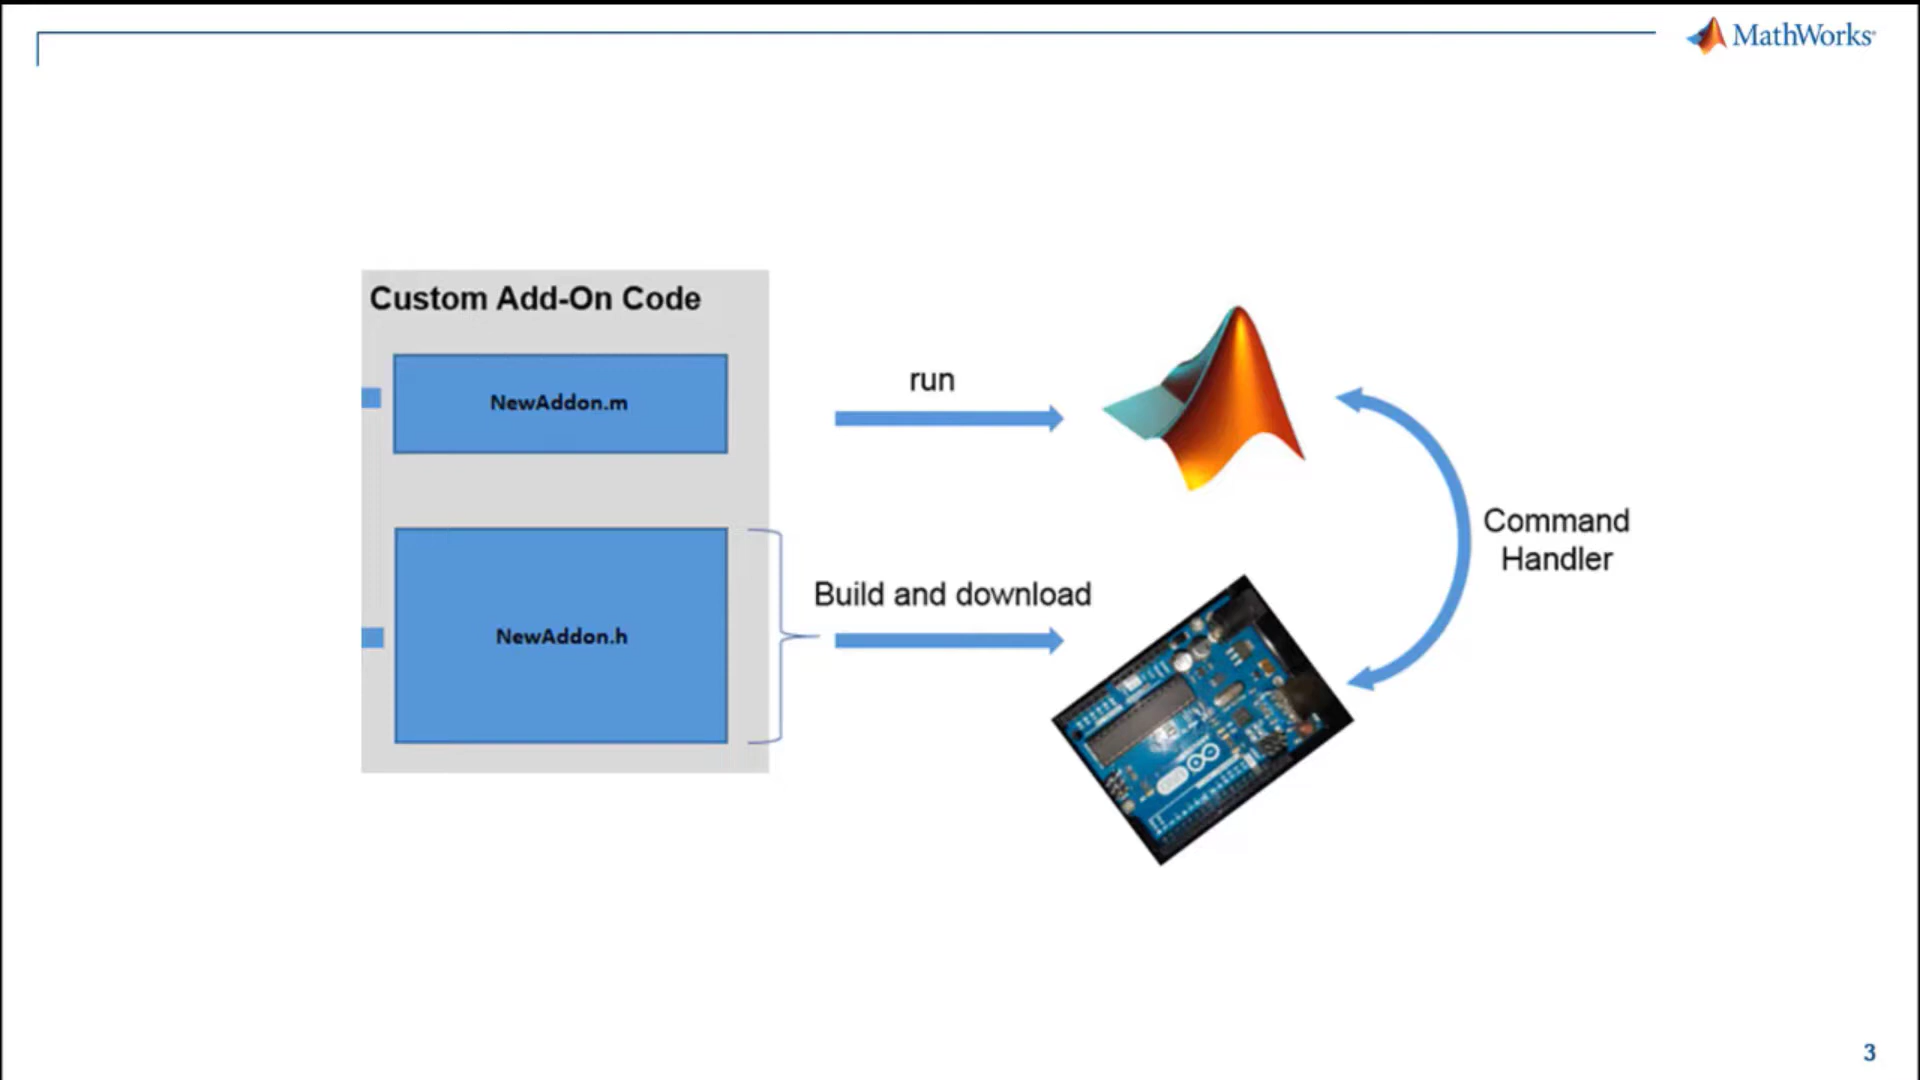 MathWorks
Custom Add-On Code
NewAddon.m
run
NewAddon.h
Build and download
Command
Handler
3